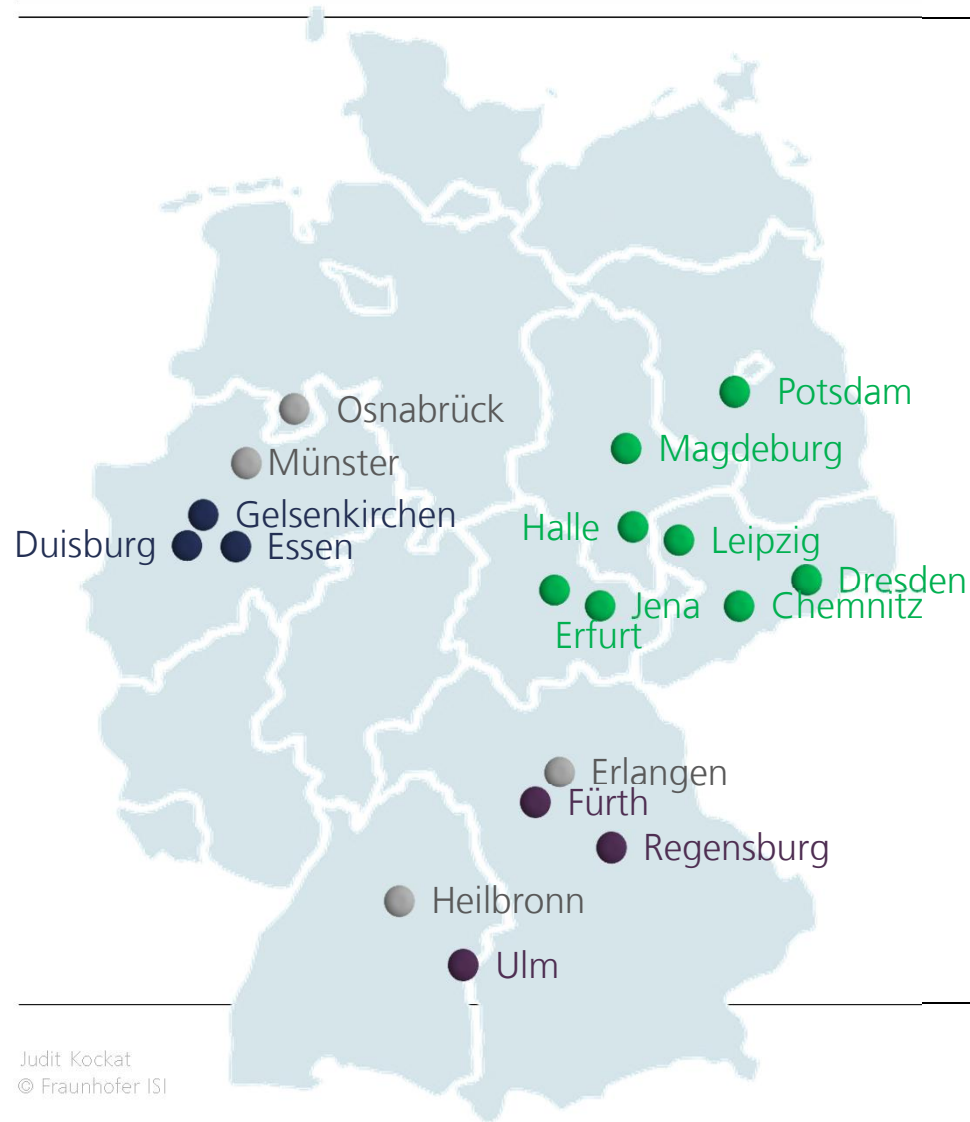 Potsdam
Osnabrück
Magdeburg
Münster
Gelsenkirchen
Halle
Leipzig
Duisburg
Essen
Dresden
Jena
Chemnitz
Erfurt
Erlangen
Fürth
Regensburg
Heilbronn
Ulm
Judit Kockat
© Fraunhofer ISI